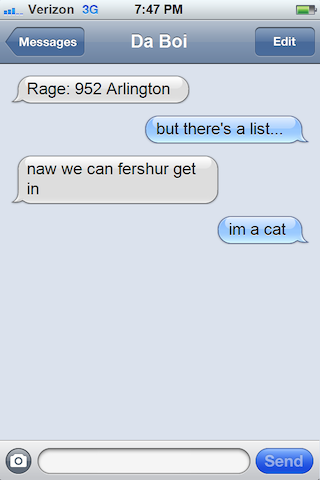 Verizon 3G 7:47 PM
Messages Da Boi Edit
Rage: 952 Arlington
but there's a list...
naw we can fershur get
in
im a cat
Send